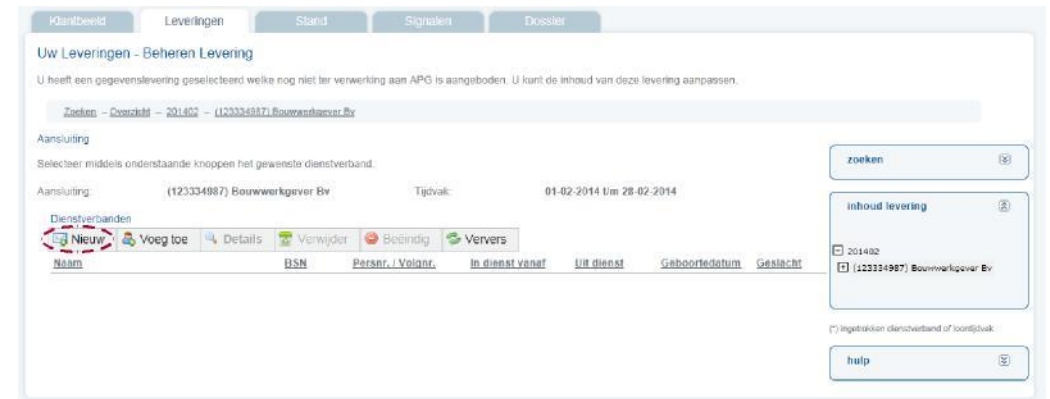 Klantbeeld Leveringen Stand Signalen Dossier
Uw Leveringen - Beheren Levering
U heeft een gegevenslevering geselecteerd welke nog niet ter verwerking aan APG is aangeboden. U kunt de inhoud van deze levering aanpassen.
Zoeken – Overzicht – 201402 – (123334987) Bouwwerkgever Bv
Aansluiting
Selecteer middels onderstaande knoppen het gewenste dienstverband.
Aansluiting: (123334987) Bouwwerkgever Bv Tijdvak: 01-02-2014 t/m 28-02-2014
Dienstverbanden
Nieuw Voeg toe Details Verwijder Beëindig Ververs
Naam BSN Persnr. / Volgnr. In dienst vanaf Uit dienst Geboortedatum Geslacht
zoeken
inhoud levering
201402
(123334987) Bouwwerkgever Bv
(*) ingetrokken dienstverband of loontijdvak
hulp